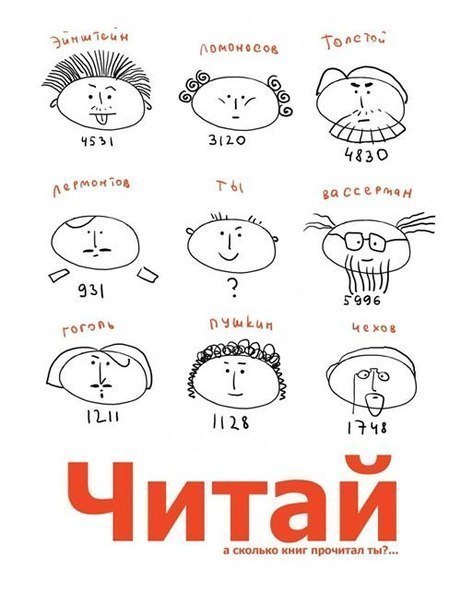 Эйнштейн
Ломоносов
Толстой
4531
3120
4830
Лермонтов
ты
Вассерман
931
?
5996
Гоголь
Пушкин
Чехов
1211
1128
1748
Читай
а сколько книг прочитал ты?...